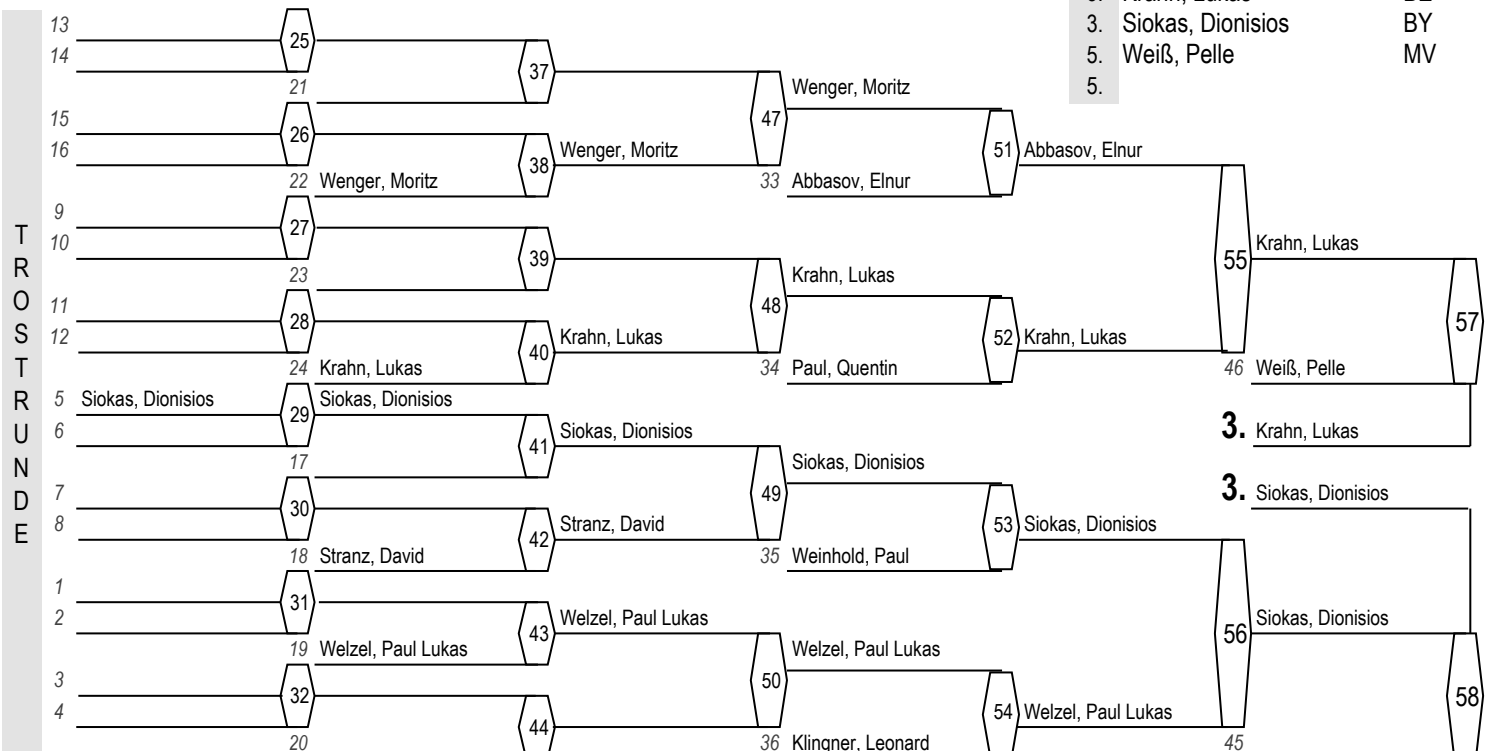 3. Siokas, Dionisios BY
5. Weiß, Pelle MV
5.
TROSTRUNDE
13
14
25
21
37
15
16
26
22 Wenger, Moritz
38
Wenger, Moritz
47
Wenger, Moritz
33 Abbasov, Elnur
51
Abbasov, Elnur
9
10
27
23
39
11
12
28
24 Krahn, Lukas
40
Krahn, Lukas
48
Krahn, Lukas
34 Paul, Quentin
52
Krahn, Lukas
55
Krahn, Lukas
46 Weiß, Pelle
57
3. Krahn, Lukas
5 Siokas, Dionisios
6
29
Siokas, Dionisios
17
41
Siokas, Dionisios
7
8
30
18 Stranz, David
42
Stranz, David
49
Siokas, Dionisios
35 Weinhold, Paul
53
Siokas, Dionisios
3. Siokas, Dionisios
1
2
31
19 Welzel, Paul Lukas
43
Welzel, Paul Lukas
3
4
32
20
44
50
Welzel, Paul Lukas
36 Klingner, Leonard
54
Welzel, Paul Lukas
56
Siokas, Dionisios
45
58